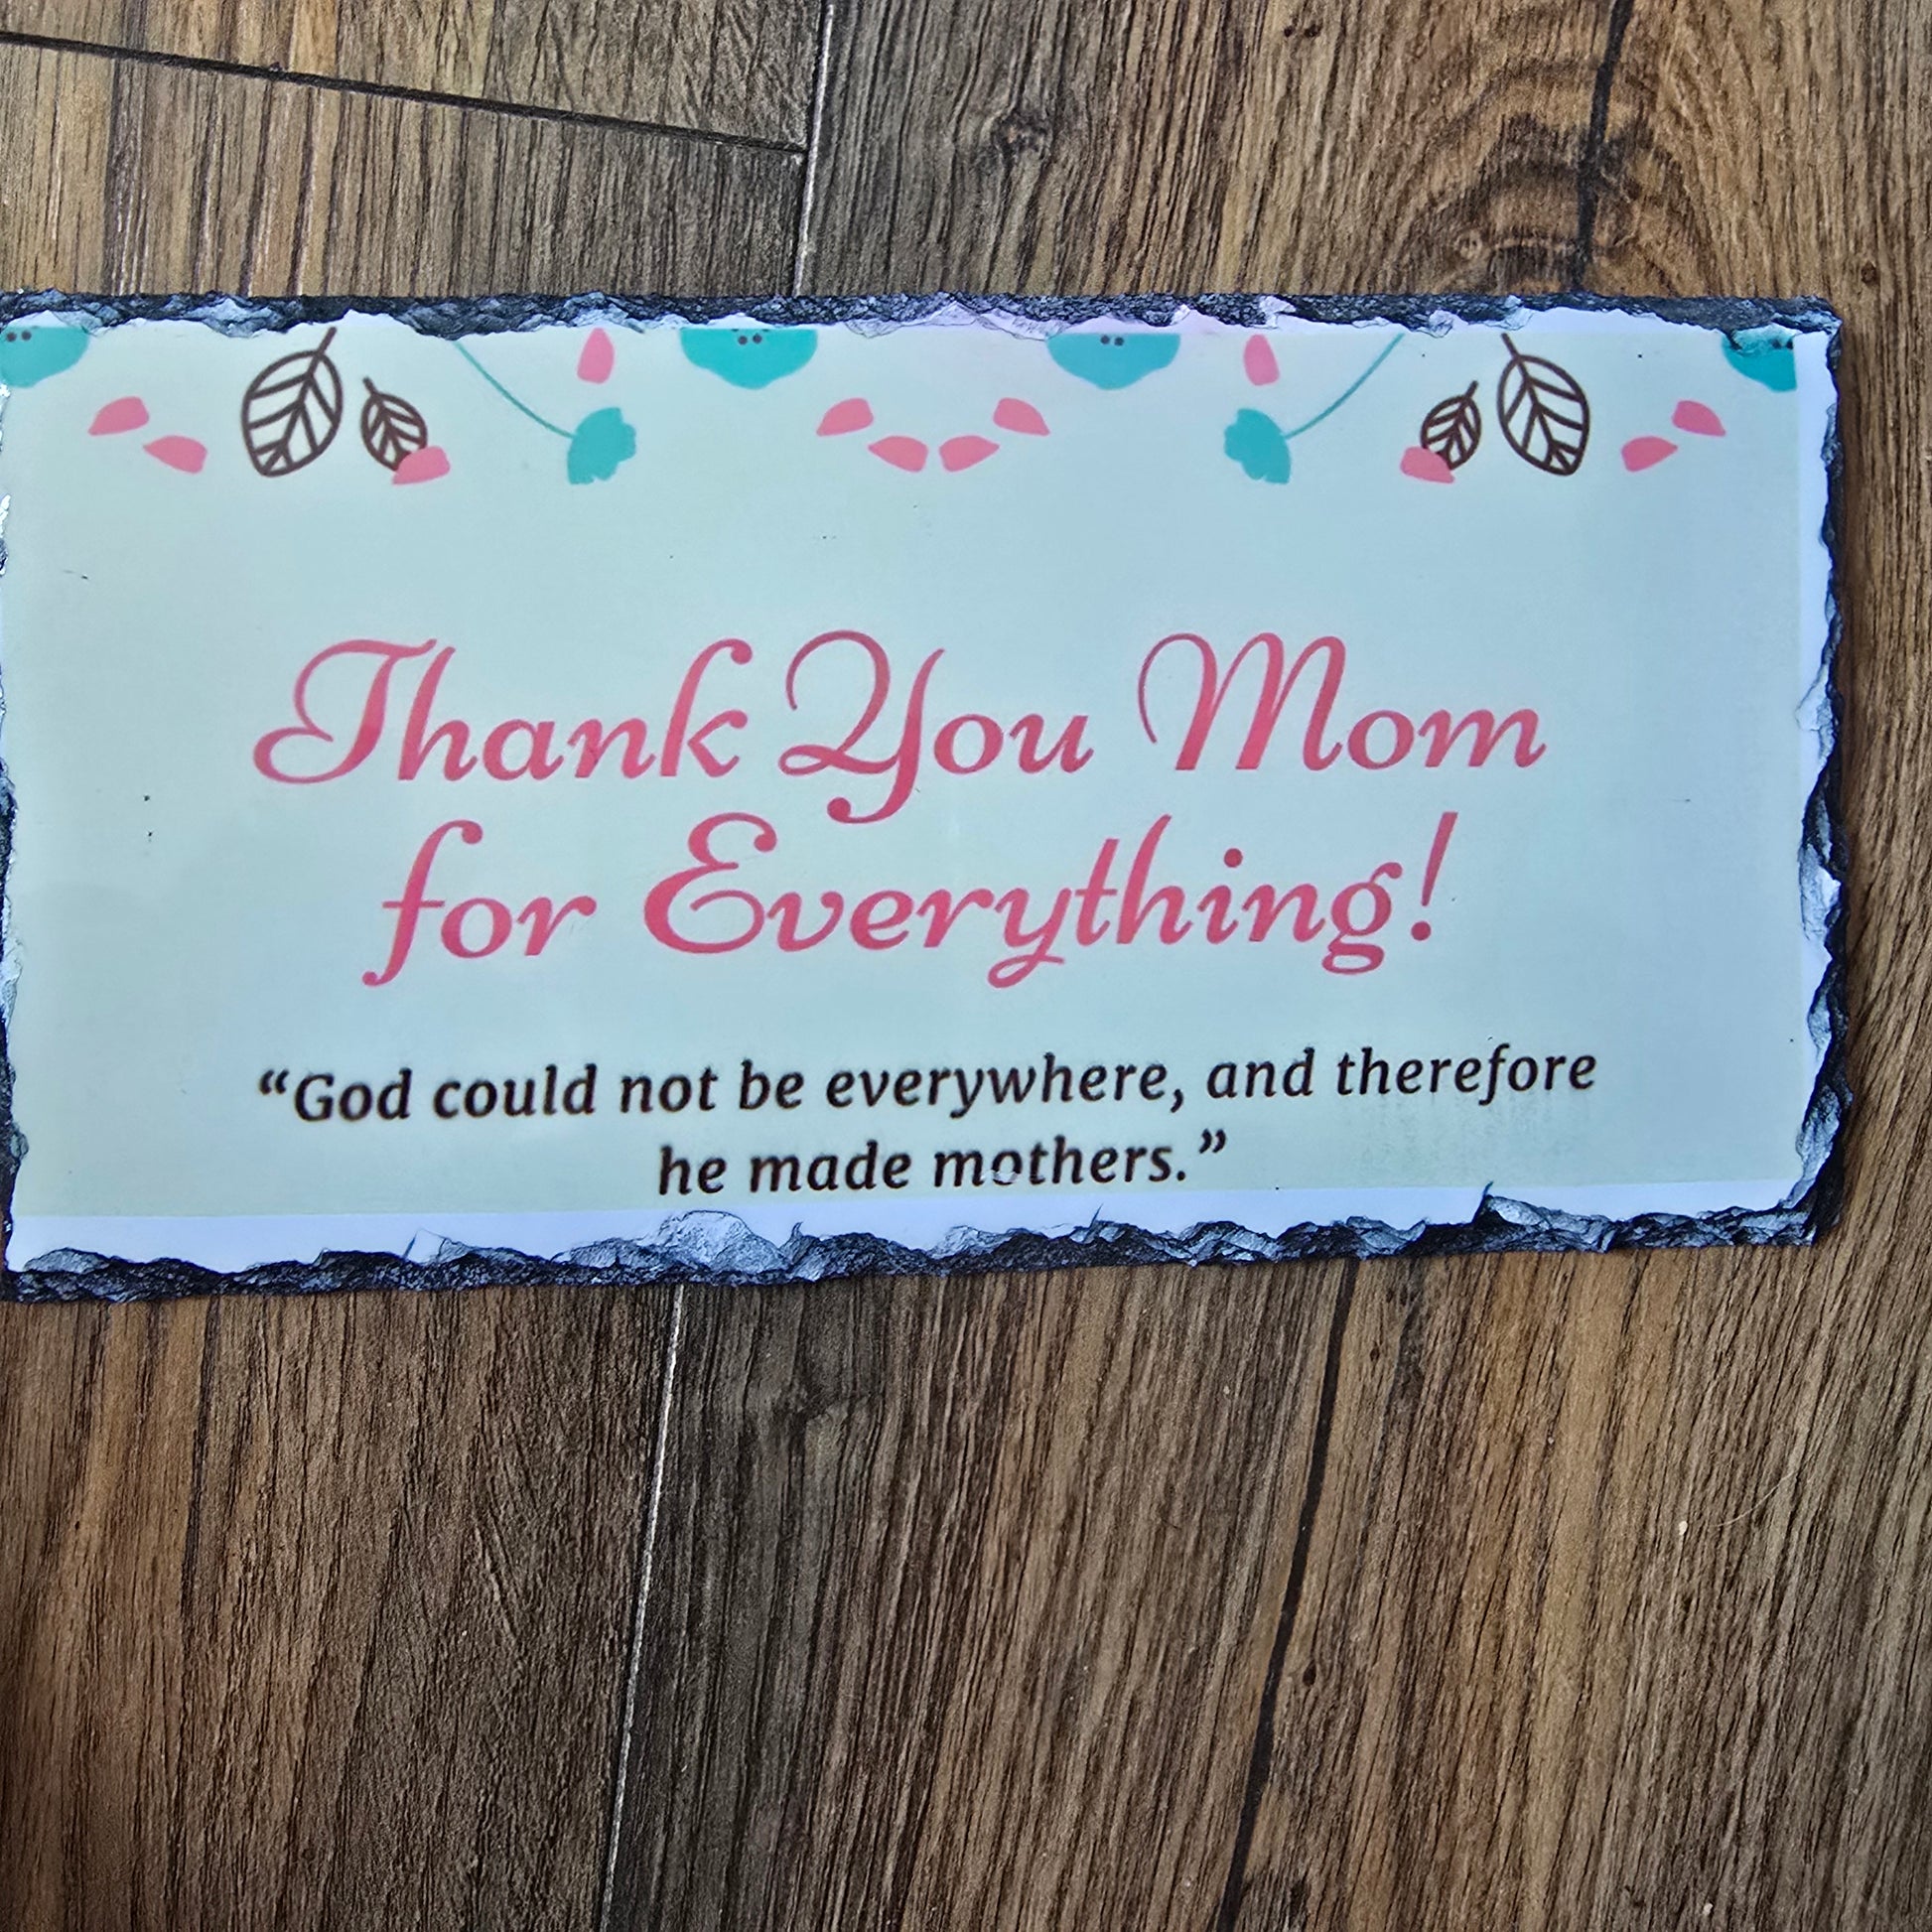 Thank You Mom
for Everything!
“God could not be everywhere, and therefore
he made mothers.”